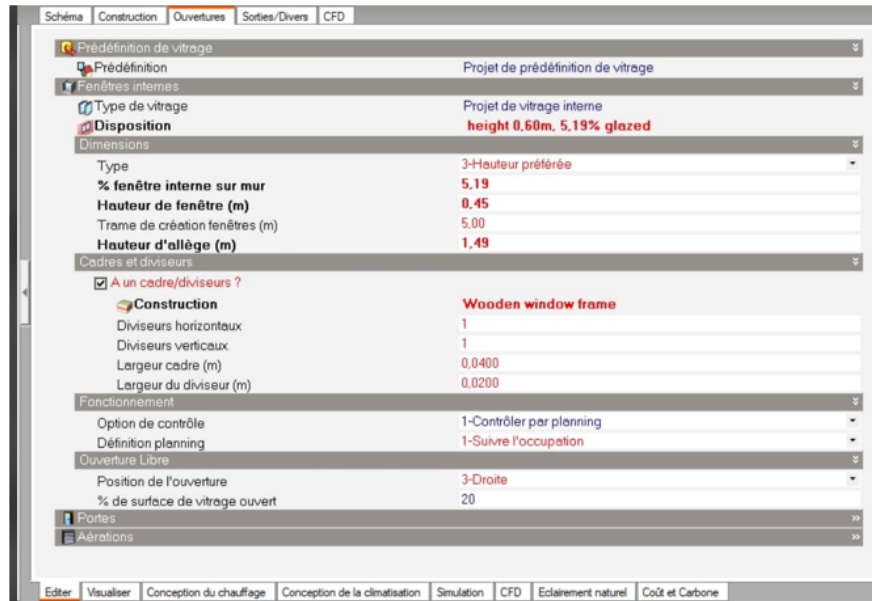 Schéma Construction Ouvertures Sorties/Divers CFD
Prédéfinition de vitrage
Prédéfinition Projet de prédéfinition de vitrage
Fenêtres internes
Type de vitrage Projet de vitrage interne
Disposition height 0,60m, 5,19% glazed
Dimensions
Type 3-Hauteur préférée
% fenêtre interne sur mur 5,19
Hauteur de fenêtre (m) 0,45
Trame de création fenêtres (m) 5,00
Hauteur d'allège (m) 1,49
Cadres et diviseurs
A un cadre/diviseurs ?
Construction Wooden window frame
Diviseurs horizontaux 1
Diviseurs verticaux 1
Largeur cadre (m) 0,0400
Largeur du diviseur (m) 0,0200
Fonctionnement
Option de contrôle 1-Contrôler par planning
Définition planning 1-Suivre l'occupation
Ouverture Libre
Position de l'ouverture 3-Droite
% de surface de vitrage ouvert 20
Portes
Aérations
Editer Visualiser Conception du chauffage Conception de la climatisation Simulation CFD Eclairement naturel Coût et Carbone